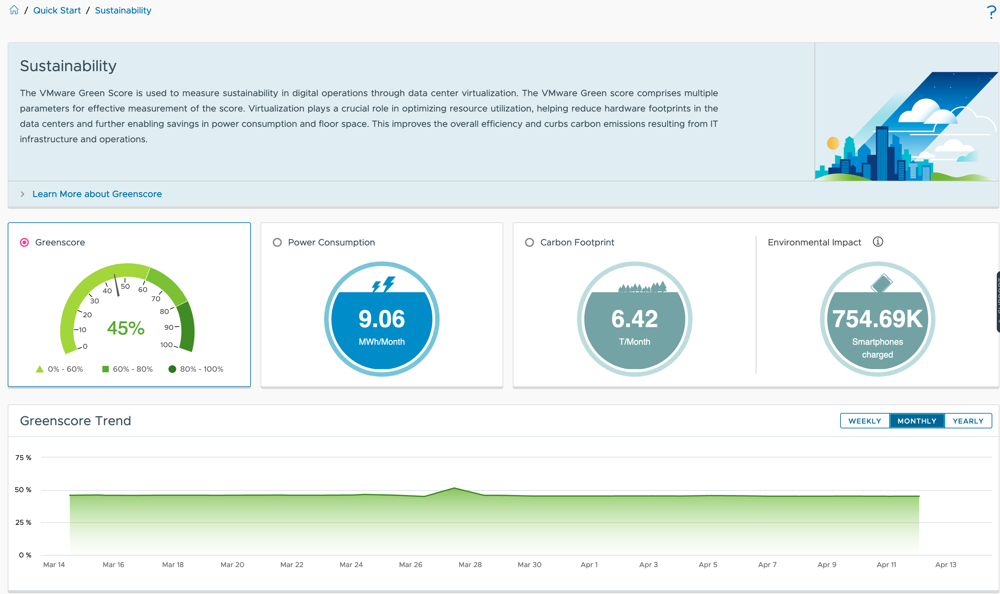 / Quick Start / Sustainability
?
Sustainability
The VMware Green Score is used to measure sustainability in digital operations through data center virtualization. The VMware Green score comprises multiple
parameters for effective measurement of the score. Virtualization plays a crucial role in optimizing resource utilization, helping reduce hardware footprints in the
data centers and further enabling savings in power consumption and floor space. This improves the overall efficiency and curbs carbon emissions resulting from IT
infrastructure and operations.
Learn More about Greenscore
Greenscore
0
10
20
30
40
50
60
70
80
90
100
45%
0% - 60%
60% - 80%
80% - 100%
Power Consumption
9.06
MWh/Month
Carbon Footprint
6.42
T/Month
Environmental Impact
754.69K
Smartphones
charged
Greenscore Trend
WEEKLY
MONTHLY
YEARLY
75 %
50 %
25 %
0 %
Mar 14
Mar 16
Mar 18
Mar 20
Mar 22
Mar 24
Mar 26
Mar 28
Mar 30
Apr 1
Apr 3
Apr 5
Apr 7
Apr 9
Apr 11
Apr 13